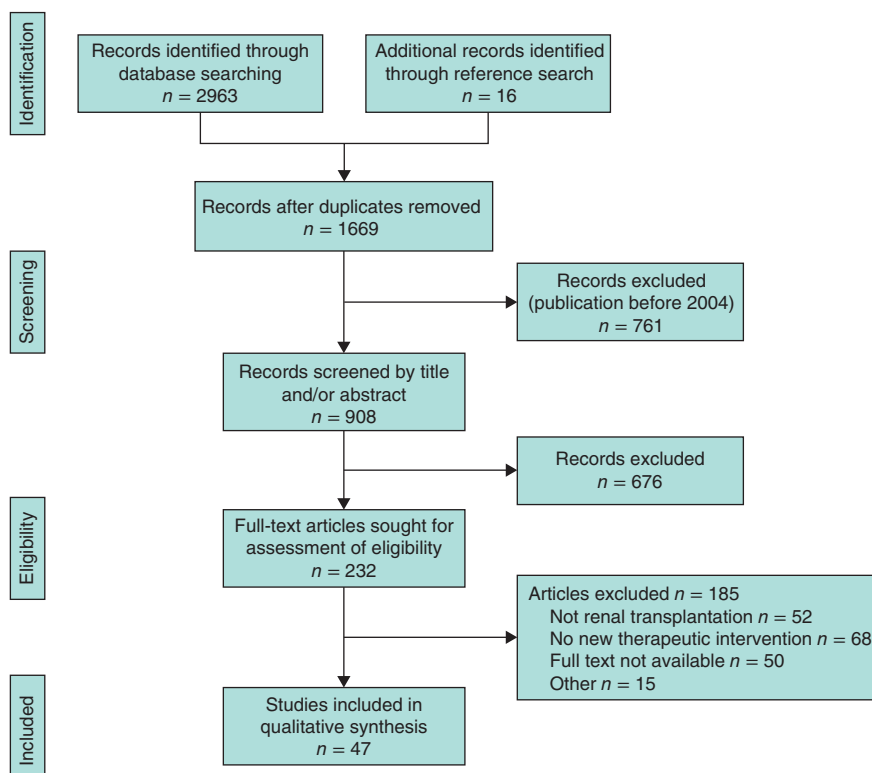 Identification
Records identified through
database searching
n = 2963
Additional records identified
through reference search
n = 16
Records after duplicates removed
n = 1669
Screening
Records excluded
(publication before 2004)
n = 761
Records screened by title
and/or abstract
n = 908
Records excluded
n = 676
Eligibility
Full-text articles sought for
assessment of eligibility
n = 232
Articles excluded n = 185
Not renal transplantation n = 52
No new therapeutic intervention n = 68
Full text not available n = 50
Other n = 15
Included
Studies included in
qualitative synthesis
n = 47